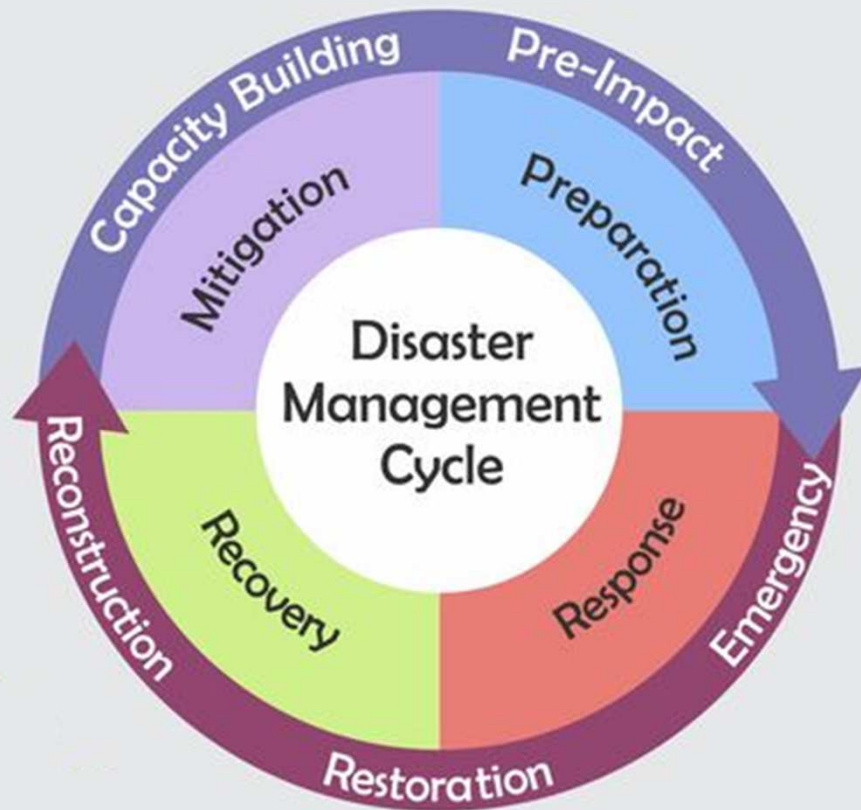 Capacity Building
Pre-Impact
Mitigation
Preparation
Disaster
Management
Cycle
Recovery
Response
Reconstruction
Emergency
Restoration